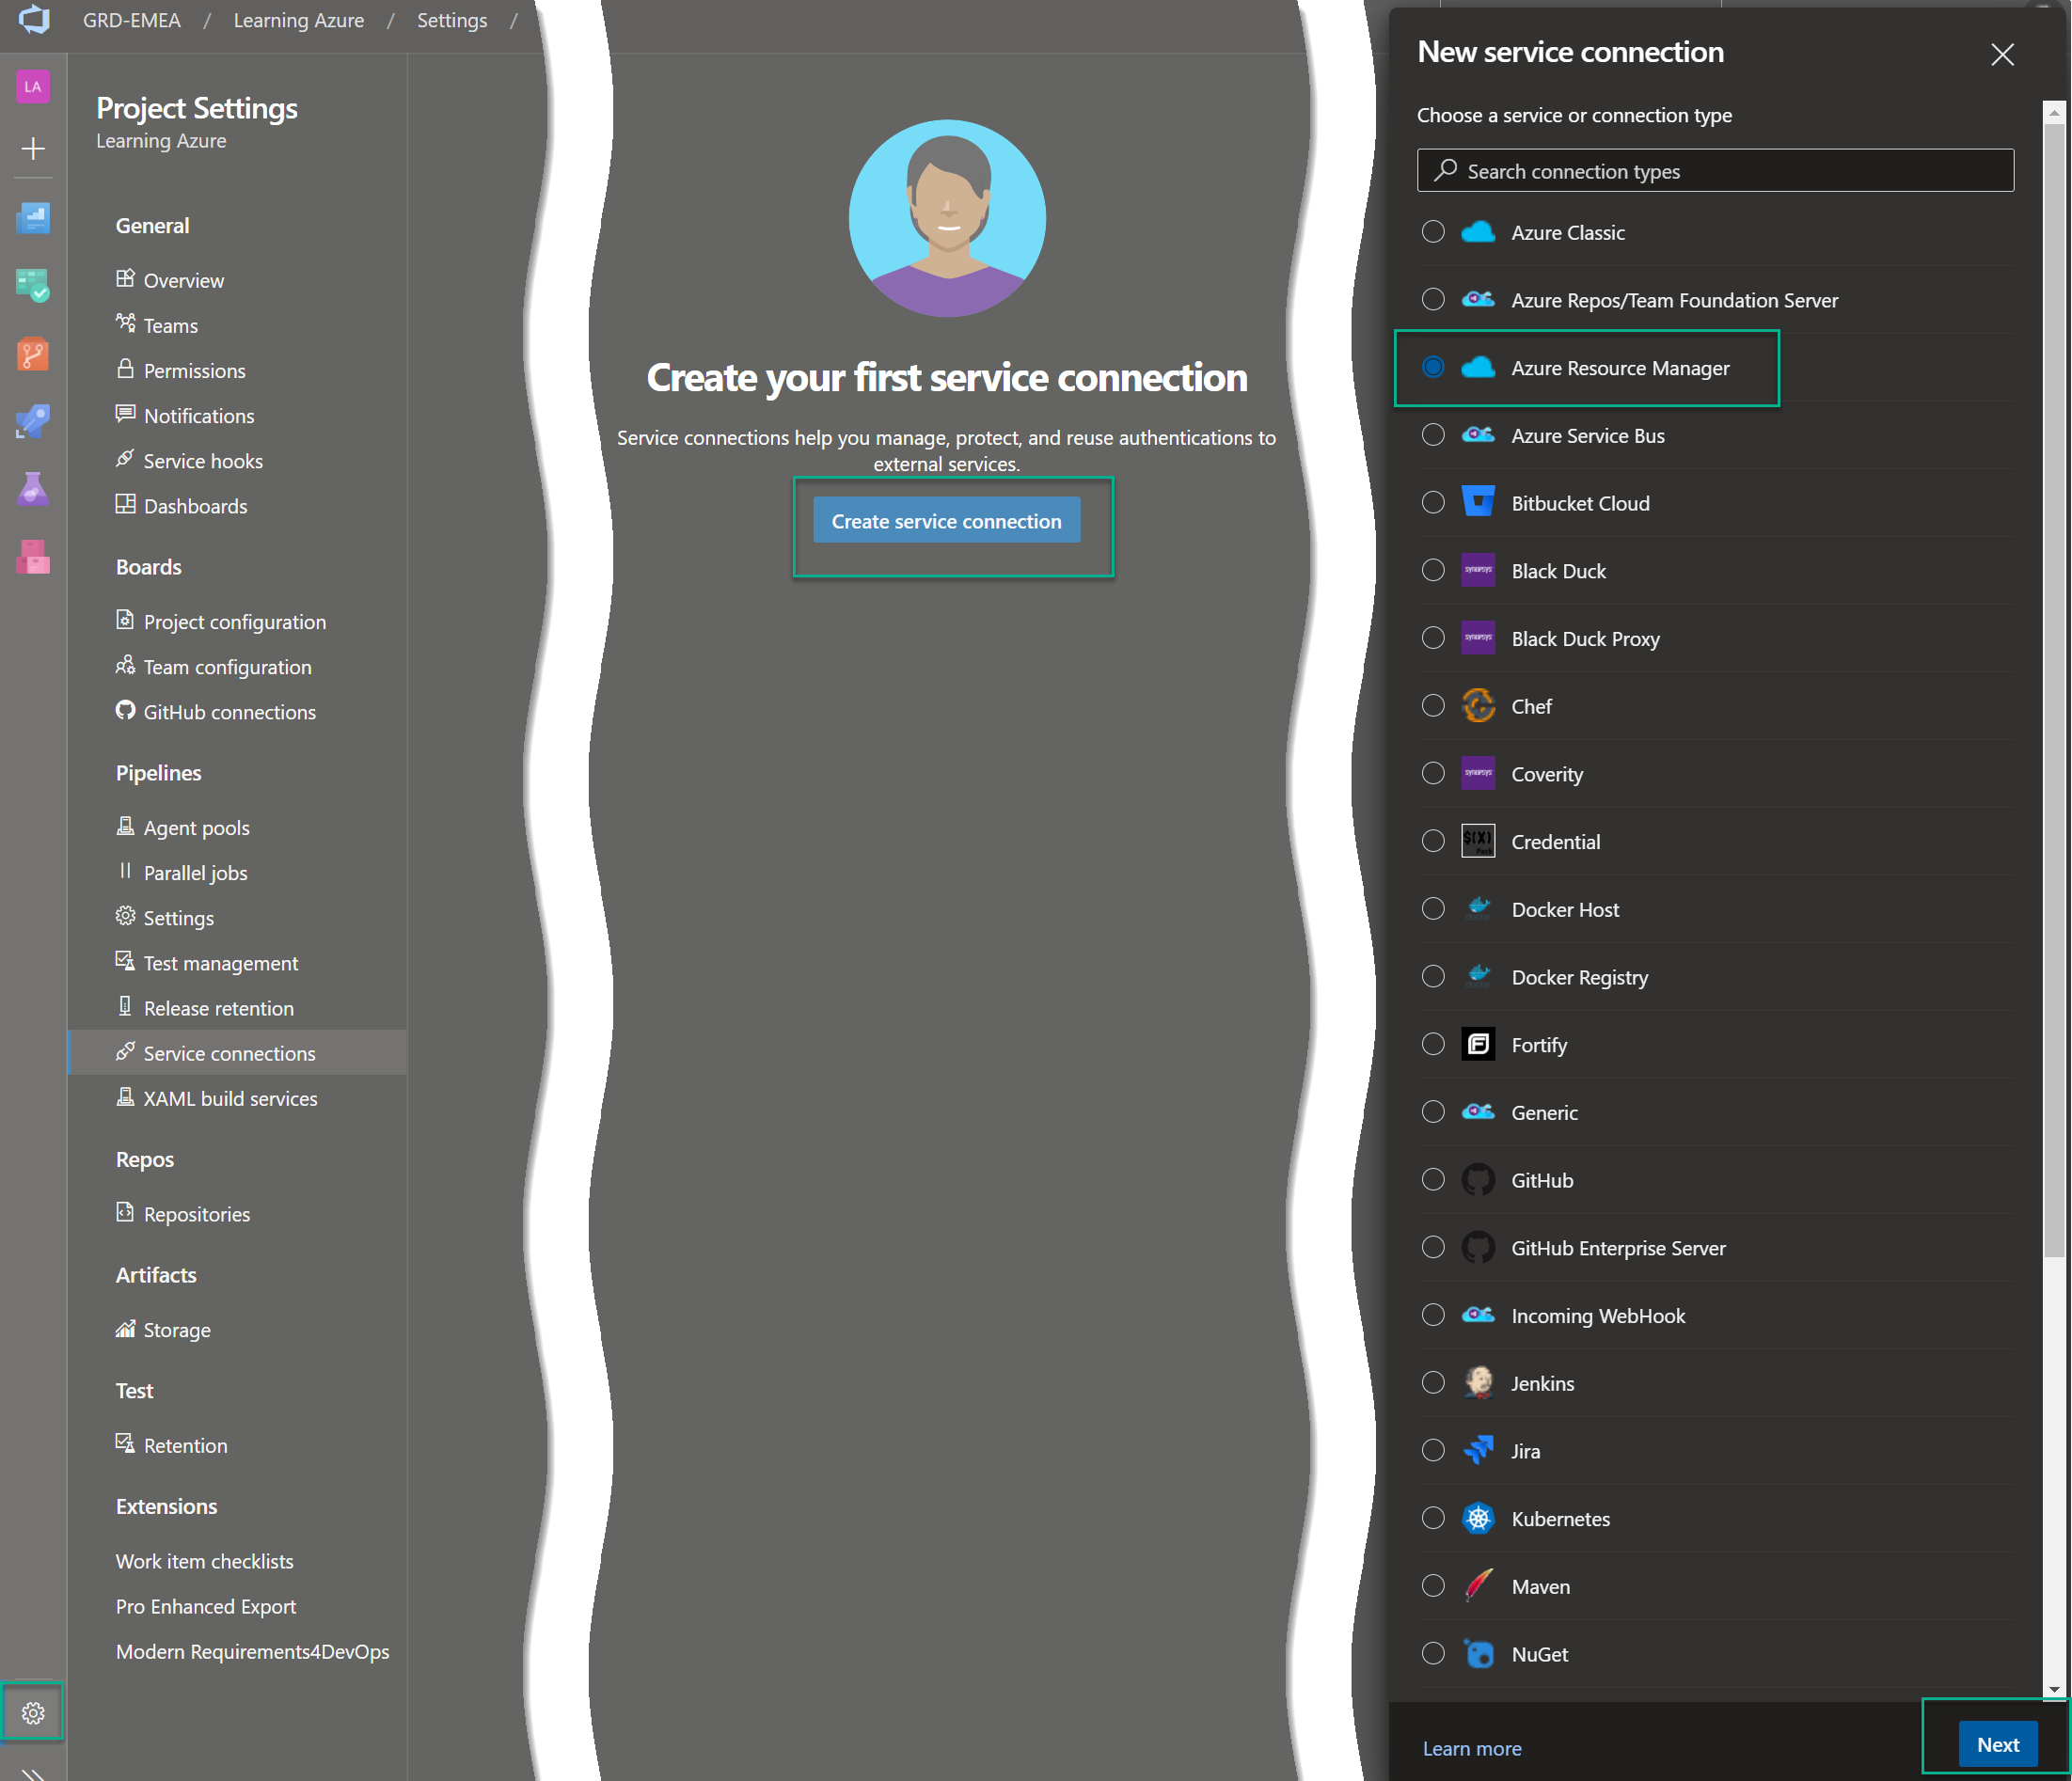 GRD-EMEA / Learning Azure / Settings /
LA
Project Settings
Learning Azure
General
Overview
Teams
Permissions
Notifications
Service hooks
Dashboards
Boards
Project configuration
Team configuration
GitHub connections
Pipelines
Agent pools
Parallel jobs
Settings
Test management
Release retention
Service connections
XAML build services
Repos
Repositories
Artifacts
Storage
Test
Retention
Extensions
Work item checklists
Pro Enhanced Export
Modern Requirements4DevOps
Create your first service connection
Service connections help you manage, protect, and reuse authentications to
external services.
Create service connection
New service connection
Choose a service or connection type
Search connection types
Azure Classic
Azure Repos/Team Foundation Server
Azure Resource Manager
Azure Service Bus
Bitbucket Cloud
SYNOPSYS
Black Duck
SYNOPSYS
Black Duck Proxy
Chef
SYNOPSYS
Coverity
$(X)
Pack
Credential
docker
Docker Host
docker
Docker Registry
Fortify
Generic
GitHub
GitHub Enterprise Server
Incoming WebHook
Jenkins
Jira
Kubernetes
Maven
NuGet
Learn more
Next